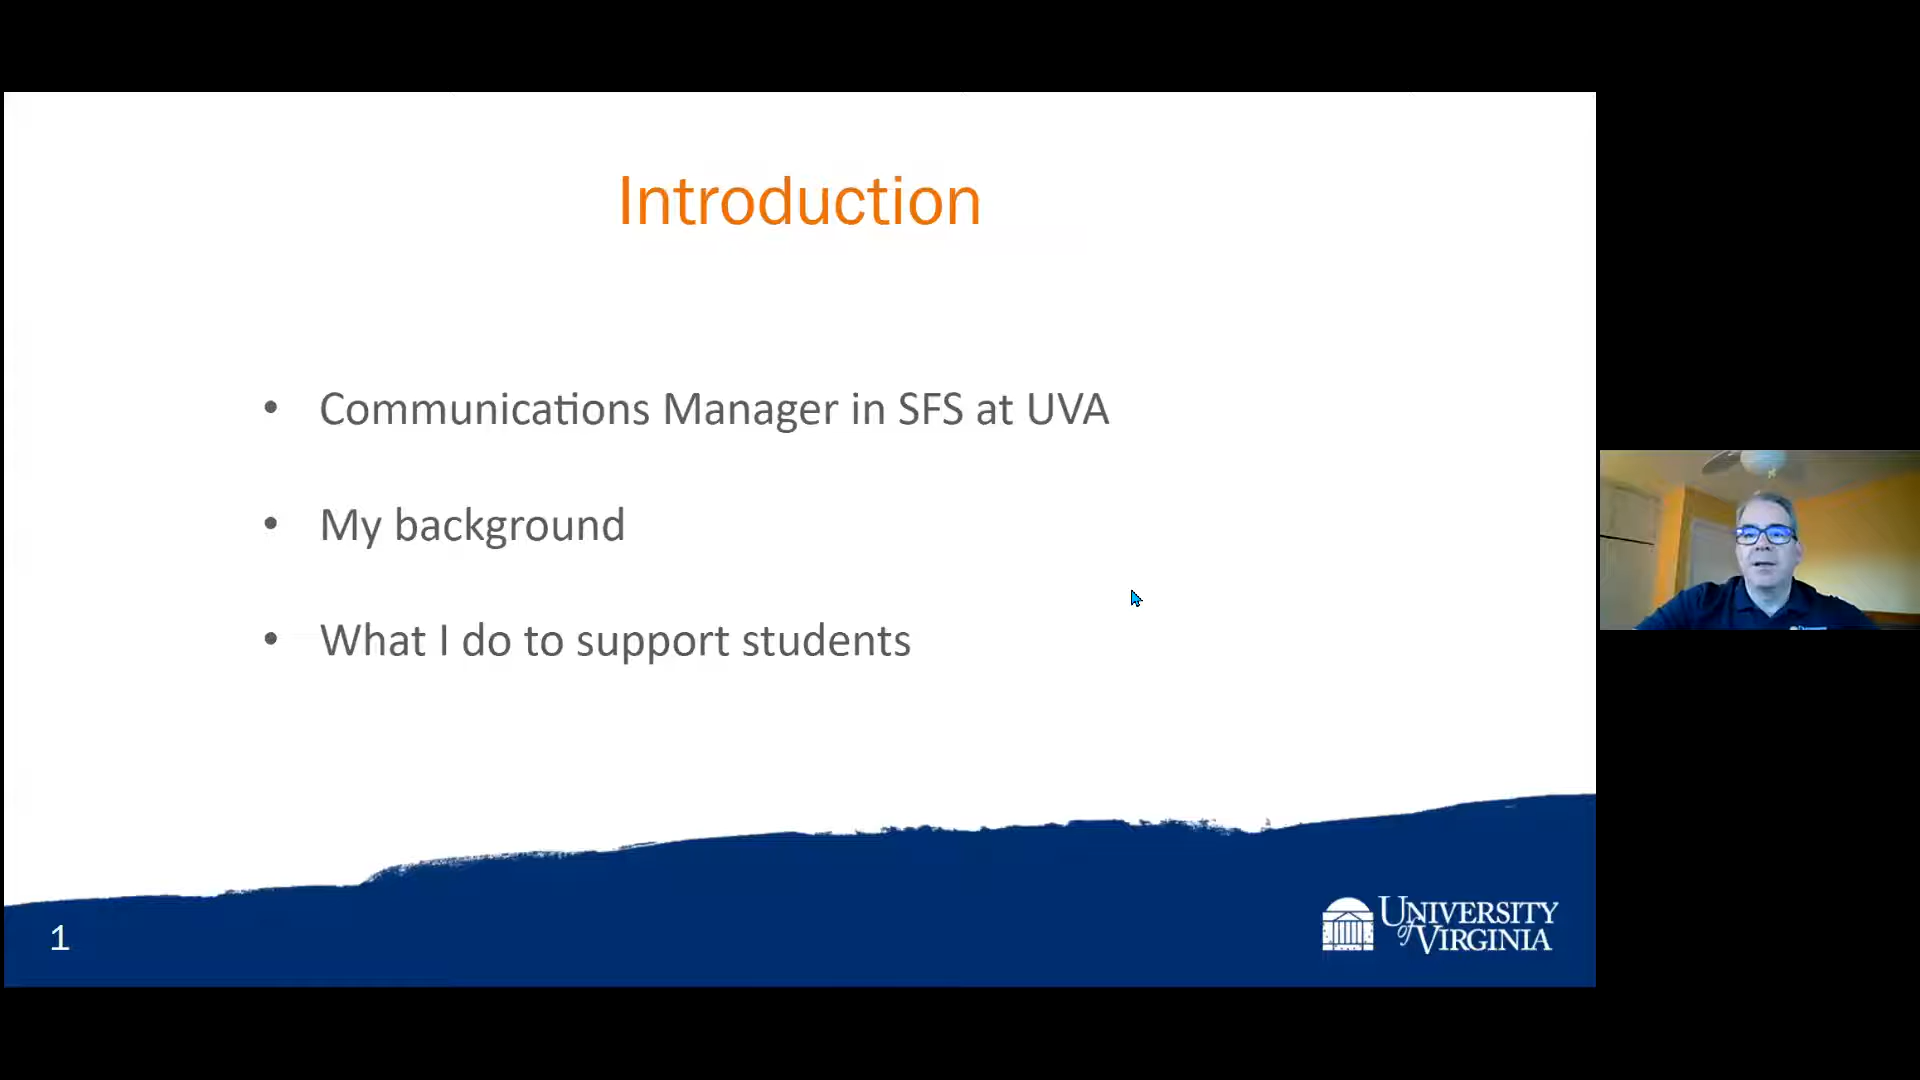 Introduction
• Communications Manager in SFS at UVA
• My background
• What I do to support students
1
UNIVERSITY
of VIRGINIA